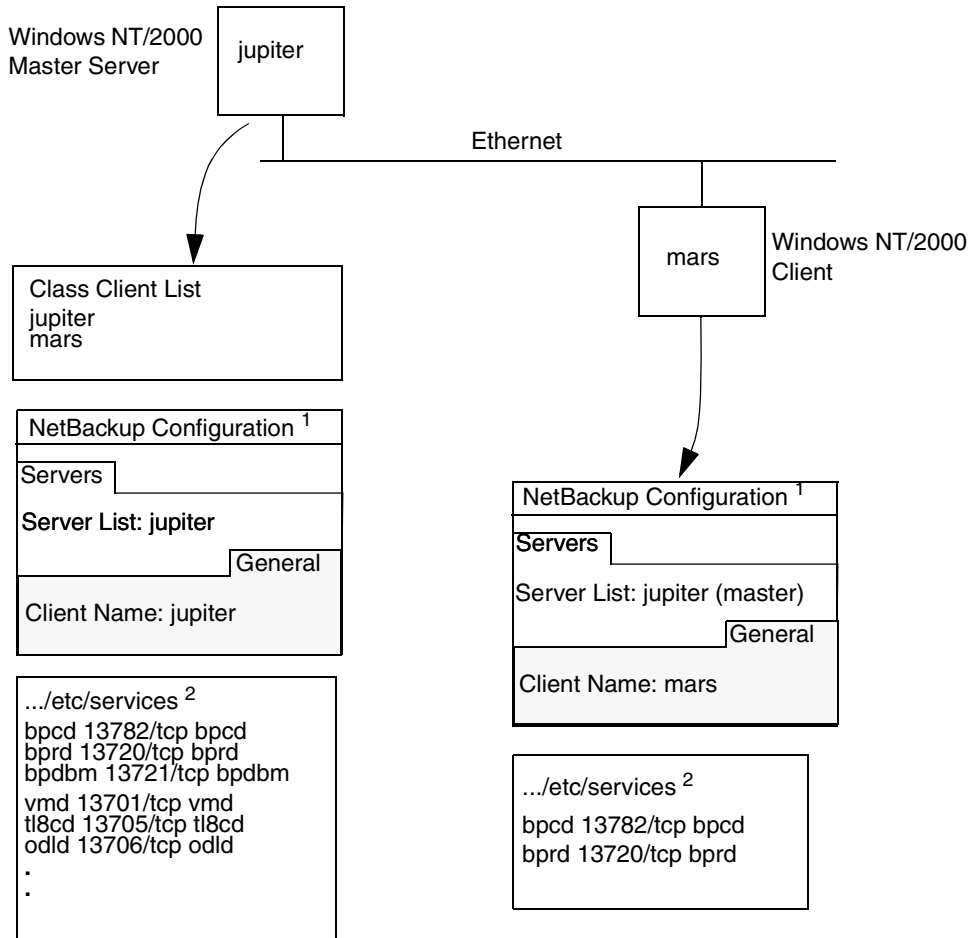 Windows NT/2000
Master Server
jupiter
Ethernet
mars
Windows NT/2000
Client
Class Client List
jupiter
mars
NetBackup Configuration 1
Servers
Server List: jupiter
General
Client Name: jupiter
.../etc/services 2
bpcd 13782/tcp bpcd
bprd 13720/tcp bprd
bpdbm 13721/tcp bpdbm
vmd 13701/tcp vmd
tl8cd 13705/tcp tl8cd
odld 13706/tcp odld
.
.
NetBackup Configuration 1
Servers
Server List: jupiter (master)
General
Client Name: mars
.../etc/services 2
bpcd 13782/tcp bpcd
bprd 13720/tcp bprd